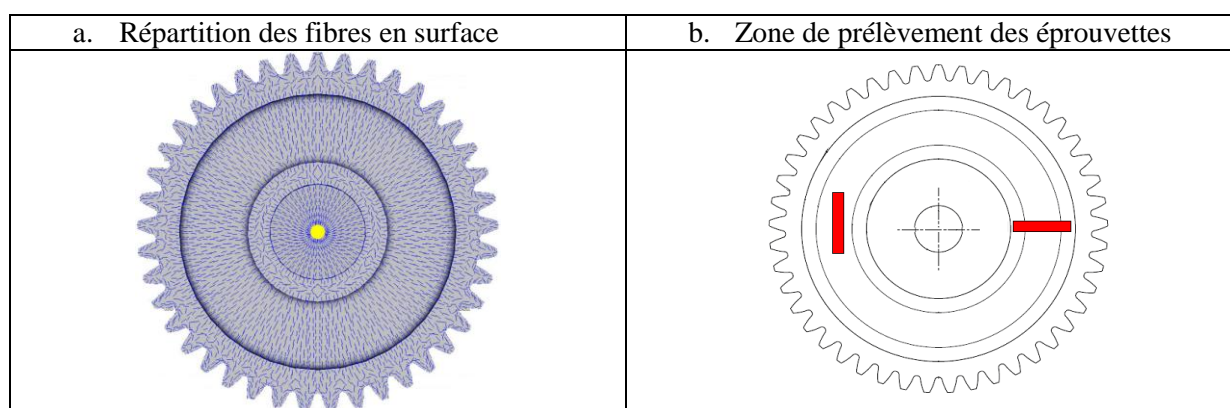 a. Répartition des fibres en surface
b. Zone de prélèvement des éprouvettes